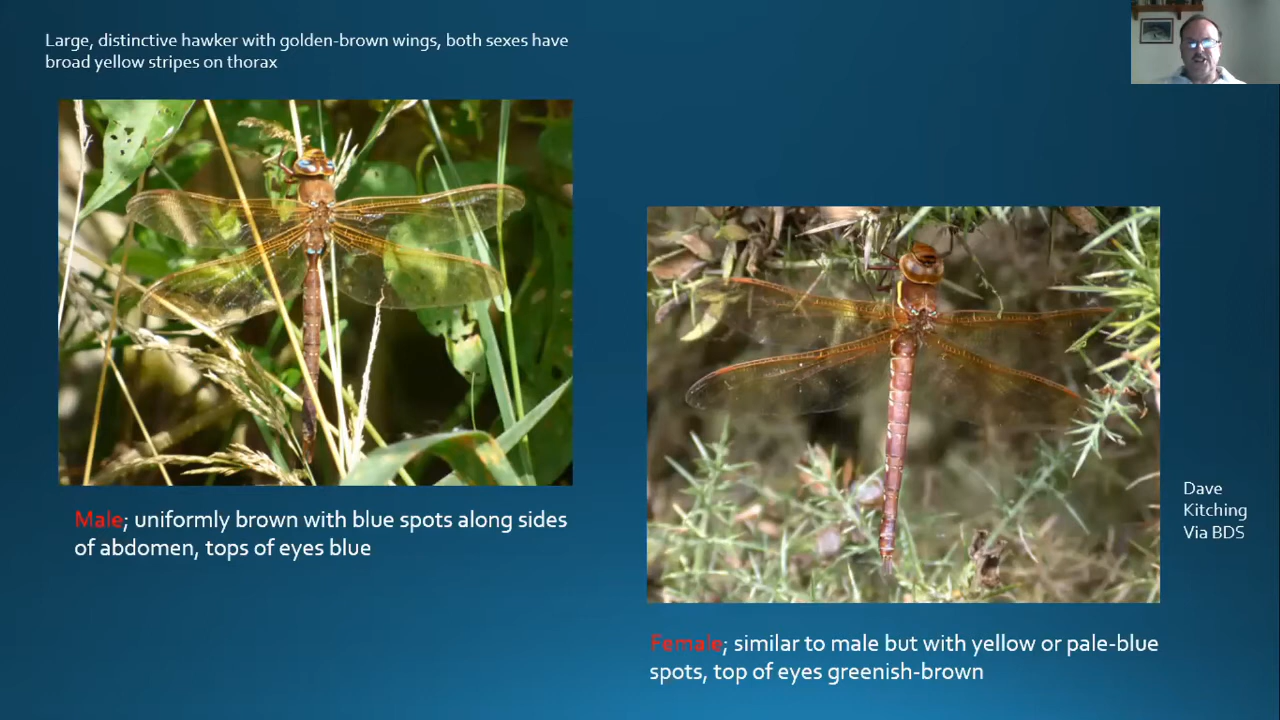 Large, distinctive hawker with golden-brown wings, both sexes have
broad yellow stripes on thorax
Male; uniformly brown with blue spots along sides
of abdomen, tops of eyes blue
Dave
Kitching
Via BDS
Female; similar to male but with yellow or pale-blue
spots, top of eyes greenish-brown